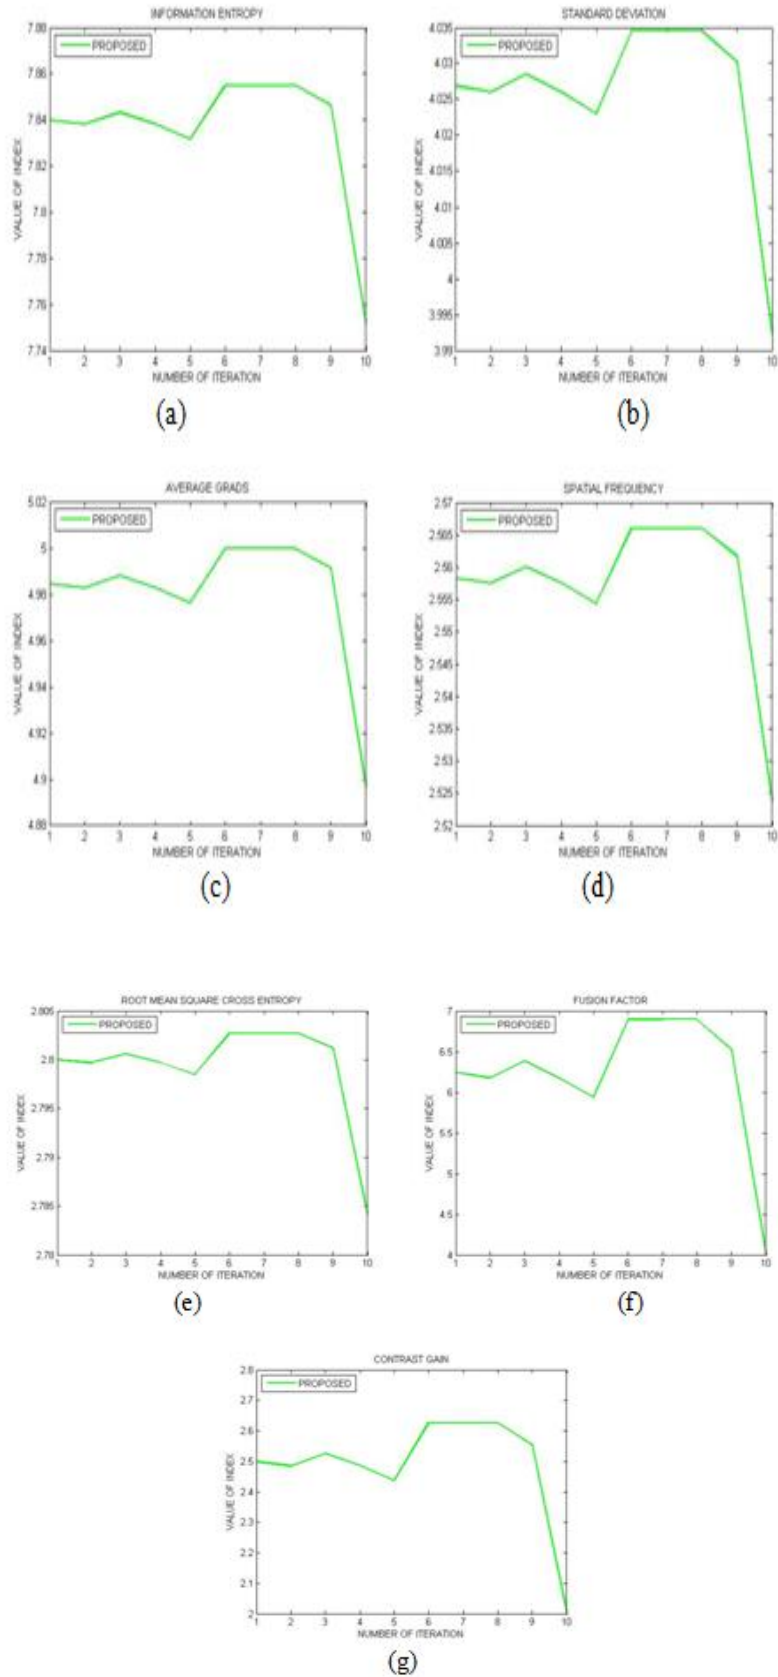 INFORMATION ENTROPY
PROPOSED
7.88
7.86
7.84
7.82
7.8
7.78
7.76
7.74
VALUE OF INDEX
1 2 3 4 5 6 7 8 9 10
NUMBER OF ITERATION
(a)
STANDARD DEVIATION
PROPOSED
4.035
4.03
4.025
4.02
4.015
4.01
4.005
4
3.995
3.99
VALUE OF INDEX
1 2 3 4 5 6 7 8 9 10
NUMBER OF ITERATION
(b)
AVERAGE GRADS
PROPOSED
5.02
5
4.98
4.96
4.94
4.92
4.9
4.88
VALUE OF INDEX
1 2 3 4 5 6 7 8 9 10
NUMBER OF ITERATION
(c)
SPATIAL FREQUENCY
PROPOSED
2.57
2.565
2.56
2.555
2.55
2.545
2.54
2.535
2.53
2.525
2.52
VALUE OF INDEX
1 2 3 4 5 6 7 8 9 10
NUMBER OF ITERATION
(d)
ROOT MEAN SQUARE CROSS ENTROPY
PROPOSED
2.805
2.8
2.795
2.79
2.785
2.78
VALUE OF INDEX
1 2 3 4 5 6 7 8 9 10
NUMBER OF ITERATION
(e)
FUSION FACTOR
PROPOSED
7
6.5
6
5.5
5
4.5
4
VALUE OF INDEX
1 2 3 4 5 6 7 8 9 10
NUMBER OF ITERATION
(f)
CONTRAST GAIN
PROPOSED
2.8
2.7
2.6
2.5
2.4
2.3
2.2
2.1
2
VALUE OF INDEX
1 2 3 4 5 6 7 8 9 10
NUMBER OF ITERATION
(g)